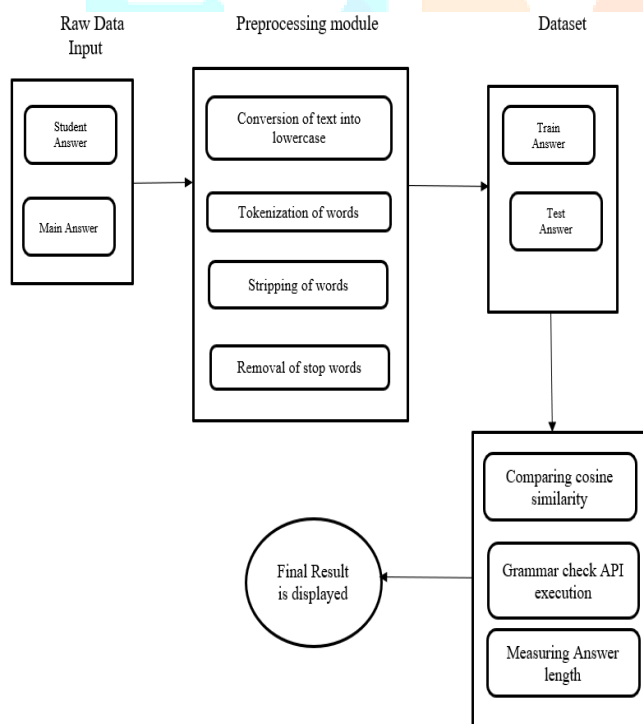 Raw Data
Input
Student
Answer
Main Answer
Preprocessing module
Conversion of text into
lowercase
Tokenization of words
Stripping of words
Removal of stop words
Dataset
Train
Answer
Test
Answer
Comparing cosine
similarity
Grammar check API
execution
Measuring Answer
length
Final Result
is displayed